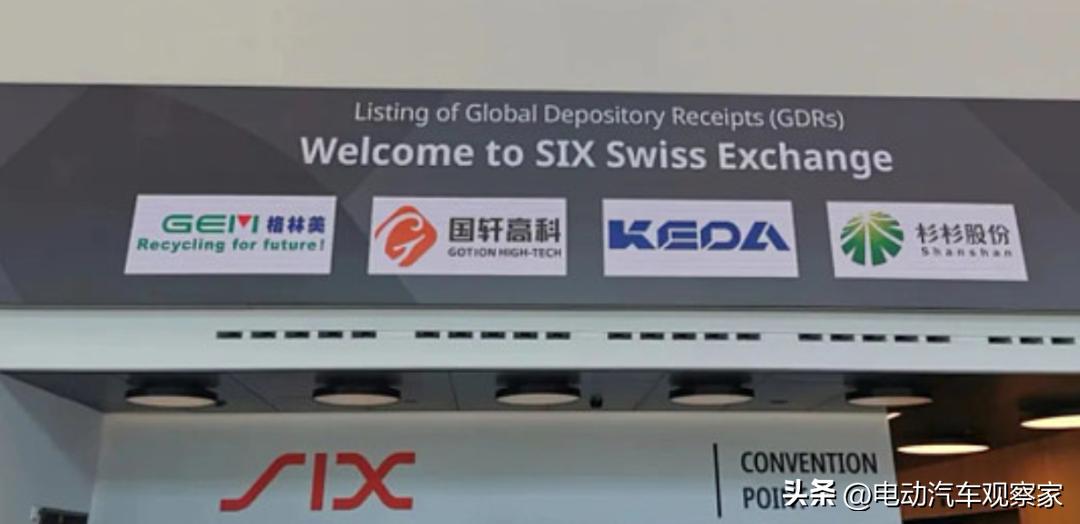 Listing of Global Depository Receipts (GDRs)
Welcome to SIX Swiss Exchange
GEM 格林美
Recycling for future!
国轩高科
GOTION HIGH-TECH
KEDA
杉杉股份
Shanshan
SIX
CONVENTION
头条 @电动汽车观察家